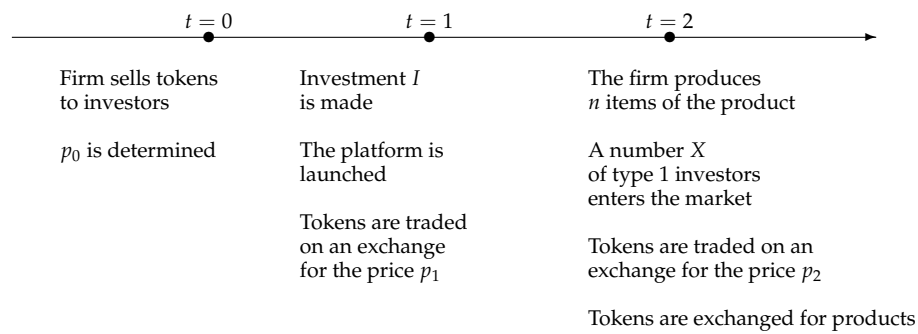 t = 0
t = 1
t = 2
Firm sells tokens
to investors
p₀ is determined
Investment I
is made
The platform is
launched
Tokens are traded
on an exchange
for the price p₁
The firm produces
n items of the product
A number X
of type 1 investors
enters the market
Tokens are traded on an
exchange for the price p₂
Tokens are exchanged for products